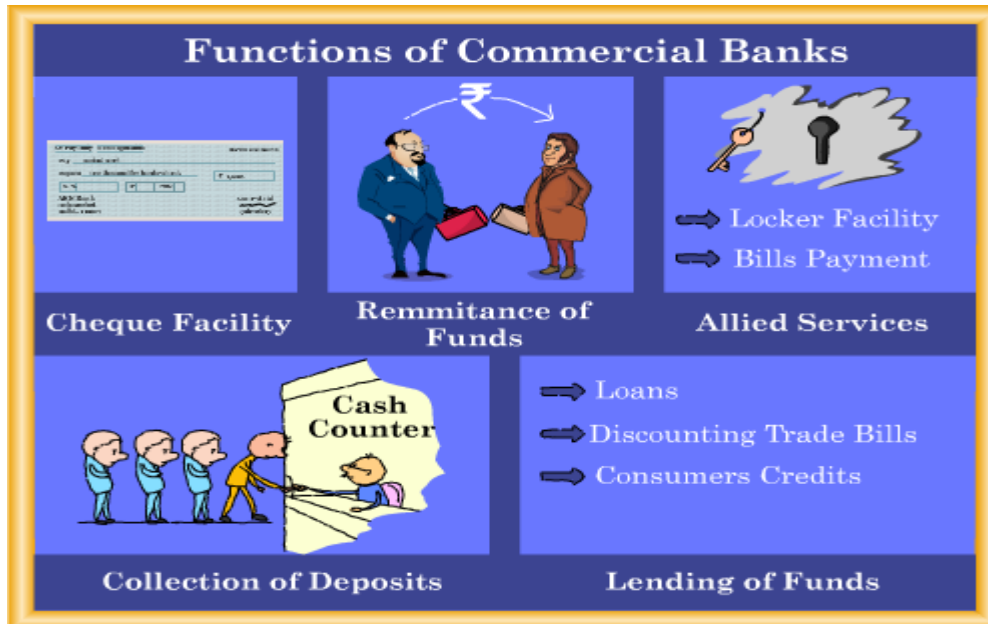 Functions of Commercial Banks
₹
Locker Facility
Bills Payment
Cheque Facility
Remmitance of
Funds
Allied Services
Cash
Counter
Loans
Discounting Trade Bills
Consumers Credits
Collection of Deposits
Lending of Funds